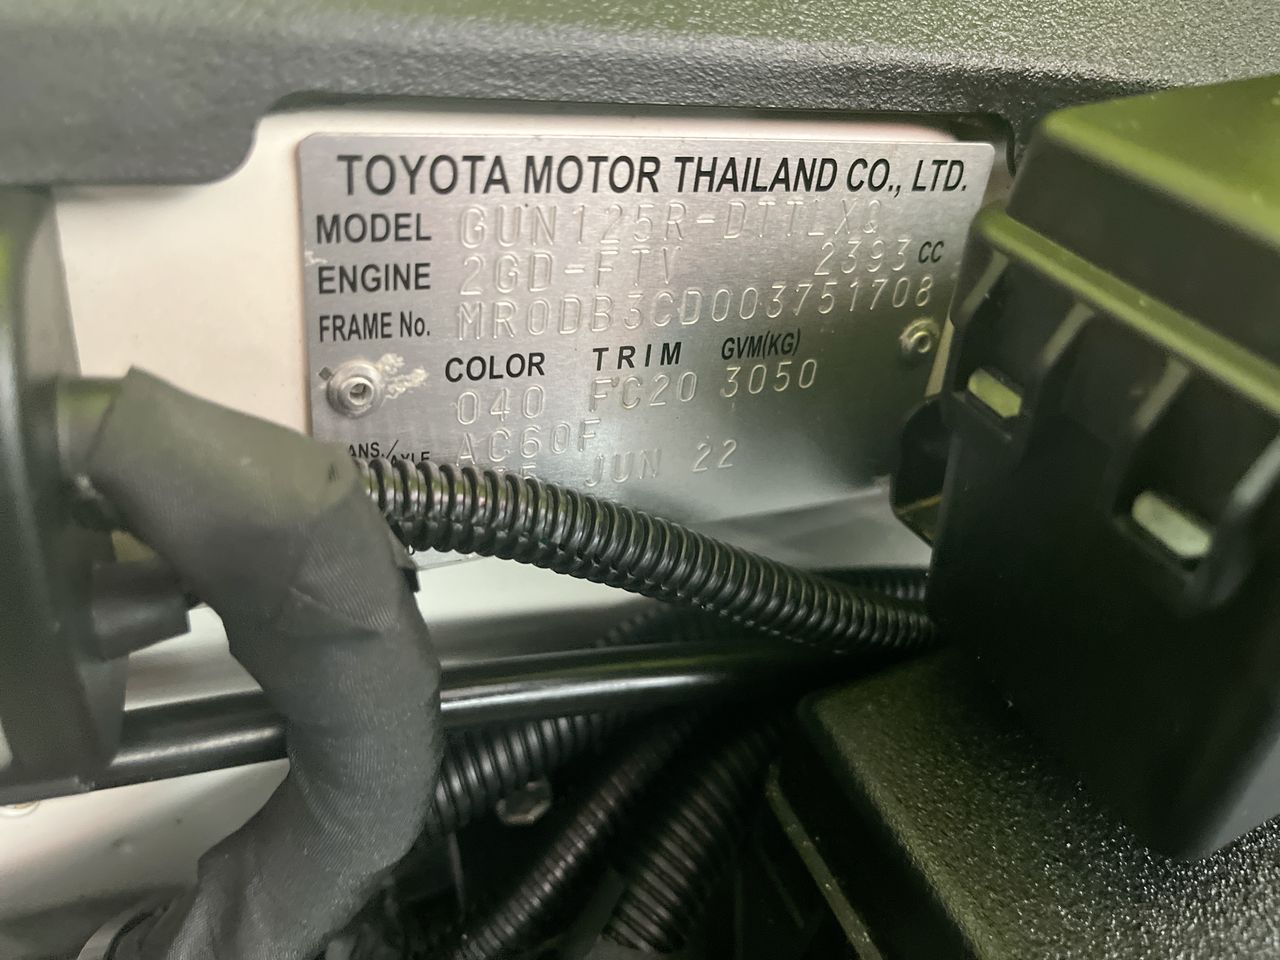 TOYOTA MOTOR THAILAND CO., LTD.
MODEL GUN125R-DTTLXQ
ENGINE 2GD-FTV 2393 CC
FRAME No. MR0DB3CD003751708
COLOR TRIM GVM(KG)
040 FC20 3050
AC60F
JUN 22